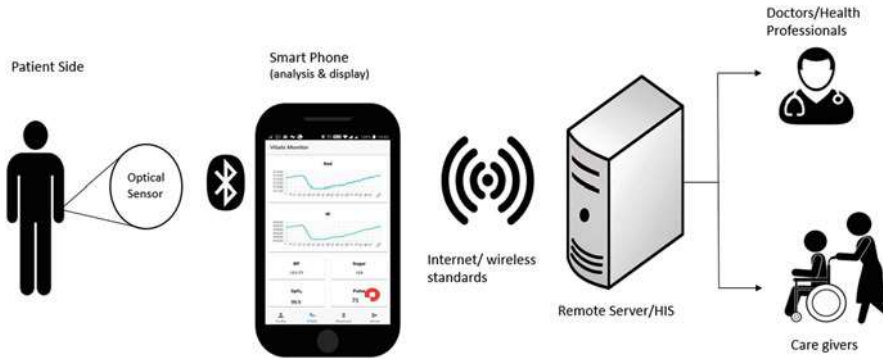 Patient Side
Optical
Sensor
Smart Phone
(analysis & display)
Vitals Monitor
Red
IR
BP
Sugar
SpO₂
Pulse
71
Internet/ wireless
standards
Remote Server/HIS
Doctors/Health
Professionals
Care givers